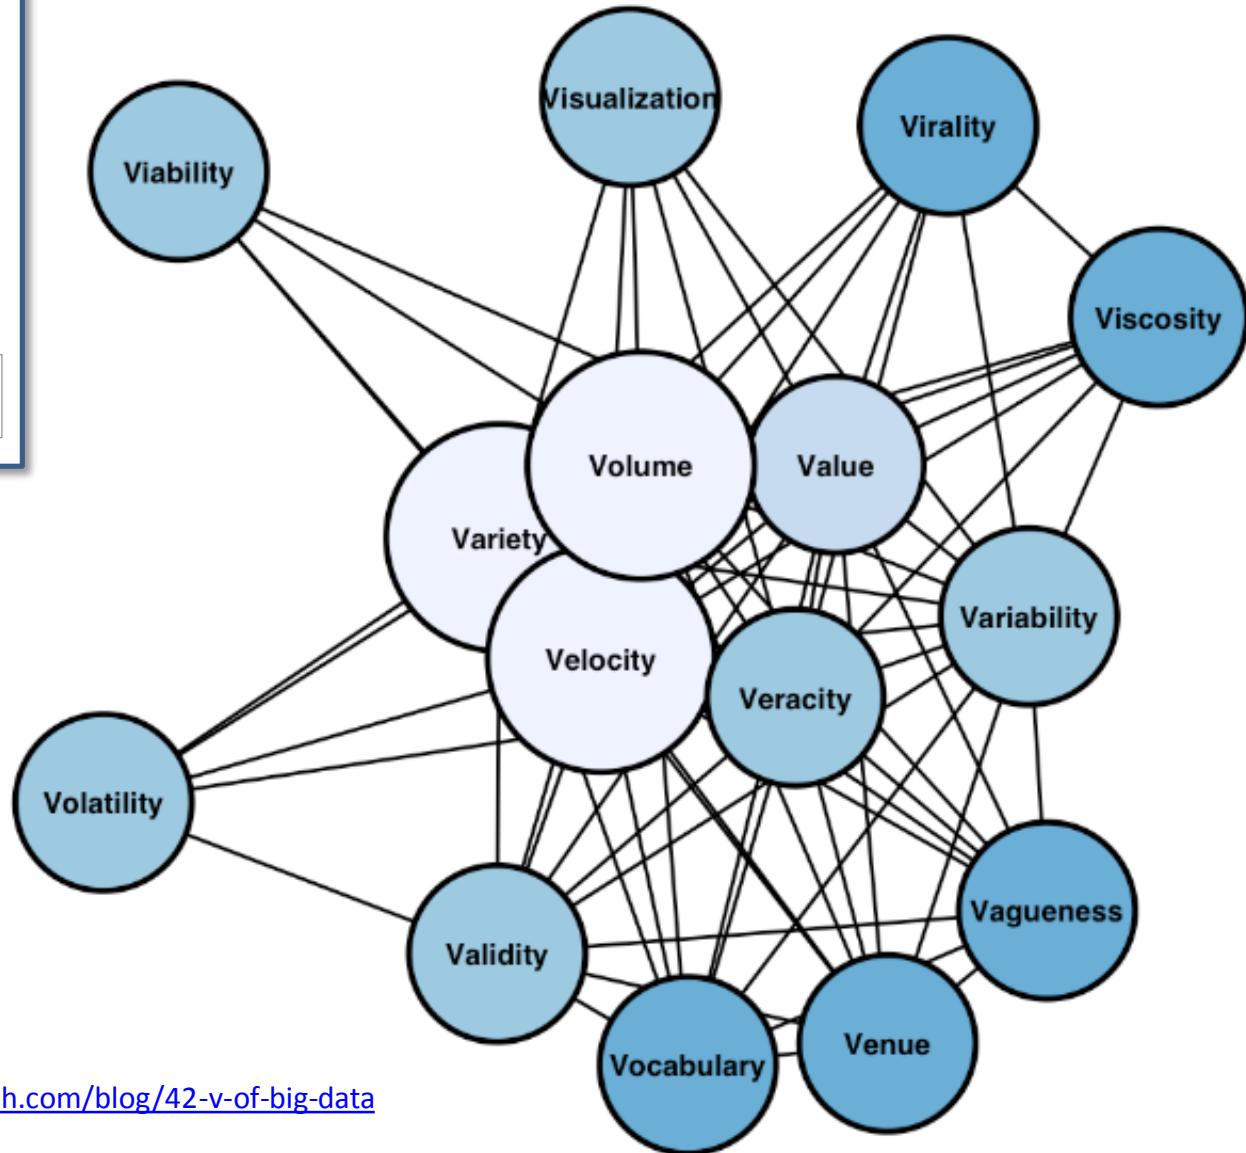 Visualization
Virality
Viability
Viscosity
Volume
Value
Variety
Variability
Velocity
Veracity
Volatility
Vagueness
Validity
Venue
Vocabulary
h.com/blog/42-v-of-big-data